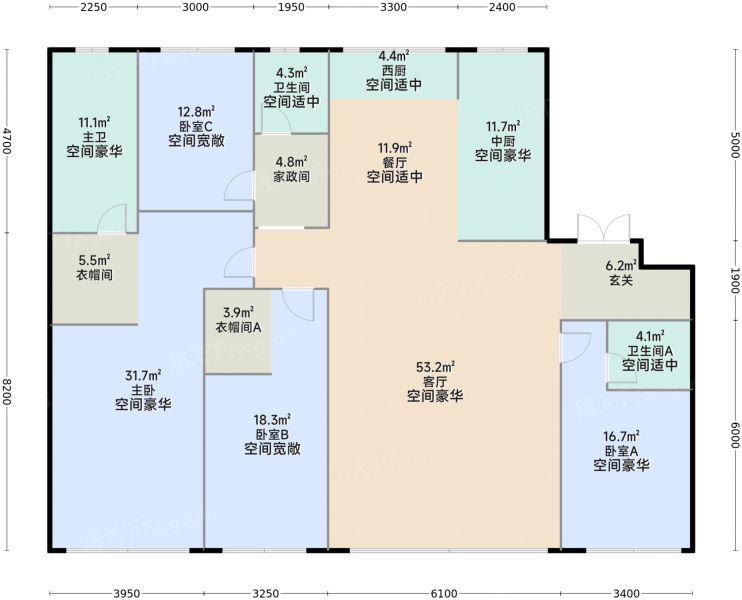 2250 3000 1950 3300 2400
4700
8200
5000
1900
6000
11.1㎡
主卫
空间豪华
12.8㎡
卧室C
空间宽敞
4.3㎡
卫生间
空间适中
4.4㎡
西厨
空间适中
11.7㎡
中厨
空间豪华
4.8㎡
家政间
11.9㎡
餐厅
空间适中
5.5㎡
衣帽间
6.2㎡
玄关
3.9㎡
衣帽间A
4.1㎡
卫生间A
空间适中
31.7㎡
主卧
空间豪华
53.2㎡
客厅
空间豪华
18.3㎡
卧室B
空间宽敞
16.7㎡
卧室A
空间豪华
3950 3250 6100 3400